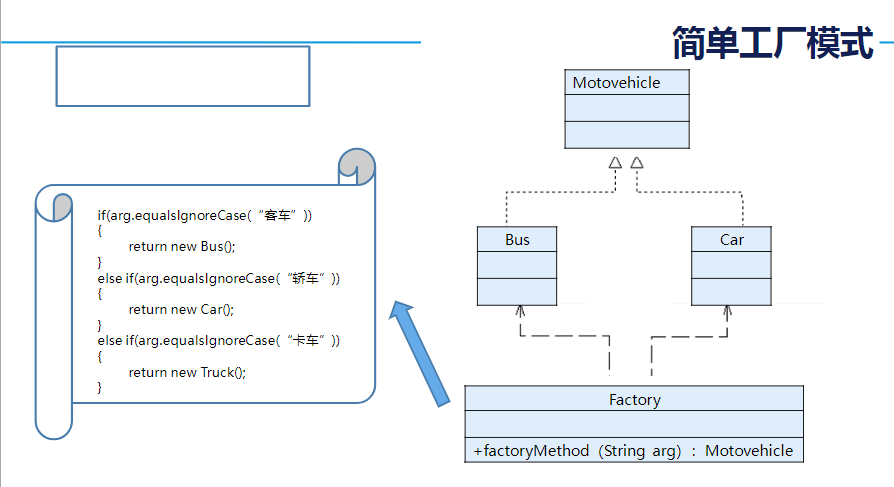 简单工厂模式
Motovehicle
if(arg.equalsIgnoreCase(“客车”))
{
return new Bus();
}
else if(arg.equalsIgnoreCase(“轿车”))
{
return new Car();
}
else if(arg.equalsIgnoreCase(“卡车”))
{
return new Truck();
}
Bus
Car
Factory
+factoryMethod (String arg) : Motovehicle